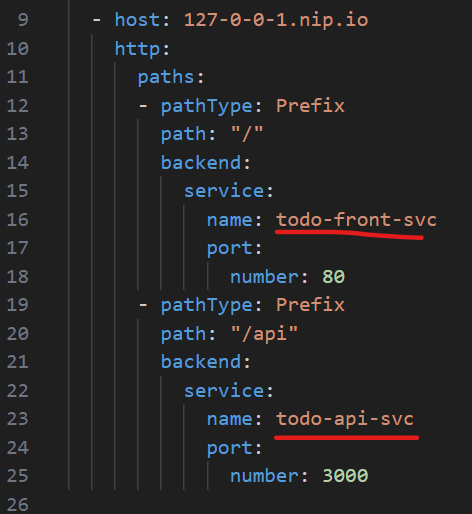 9 - host: 127-0-0-1.nip.io
10 http:
11 paths:
12 - pathType: Prefix
13 path: "/"
14 backend:
15 service:
16 name: todo-front-svc
17 port:
18 number: 80
19 - pathType: Prefix
20 path: "/api"
21 backend:
22 service:
23 name: todo-api-svc
24 port:
25 number: 3000
26